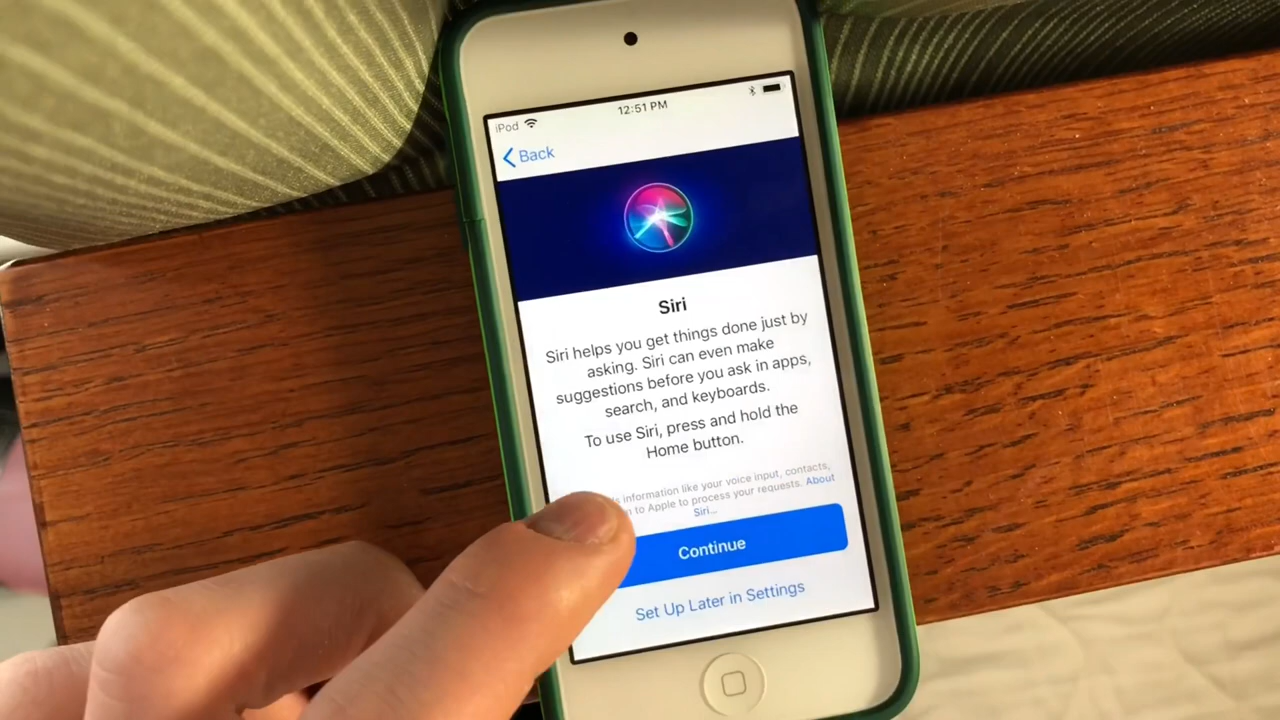 iPod 12:51 PM
Back
Siri
Siri helps you get things done just by
asking. Siri can even make
suggestions before you ask in apps,
search, and keyboards.
To use Siri, press and hold the
Home button.
information like your voice input, contacts,
to Apple to process your requests. About
Siri...
Continue
Set Up Later in Settings